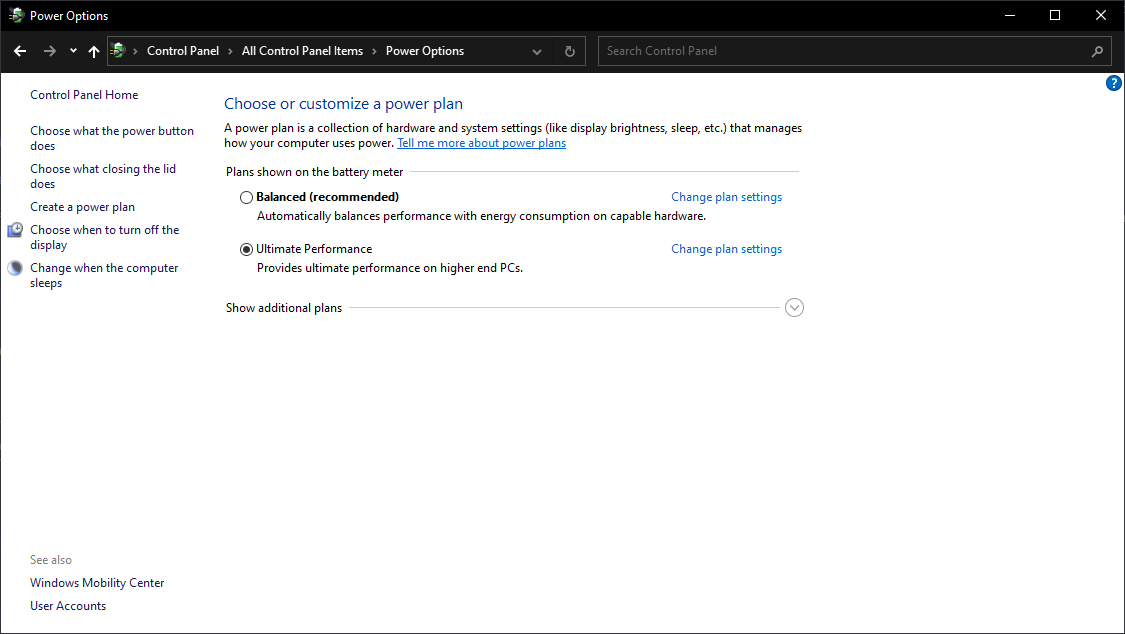 Power Options
Control Panel > All Control Panel Items > Power Options
Search Control Panel
?
Control Panel Home
Choose what the power button
does
Choose what closing the lid
does
Create a power plan
Choose when to turn off the
display
Change when the computer
sleeps
Choose or customize a power plan
A power plan is a collection of hardware and system settings (like display brightness, sleep, etc.) that manages
how your computer uses power. Tell me more about power plans
Plans shown on the battery meter
Balanced (recommended) Change plan settings
Automatically balances performance with energy consumption on capable hardware.
Ultimate Performance Change plan settings
Provides ultimate performance on higher end PCs.
Show additional plans
See also
Windows Mobility Center
User Accounts